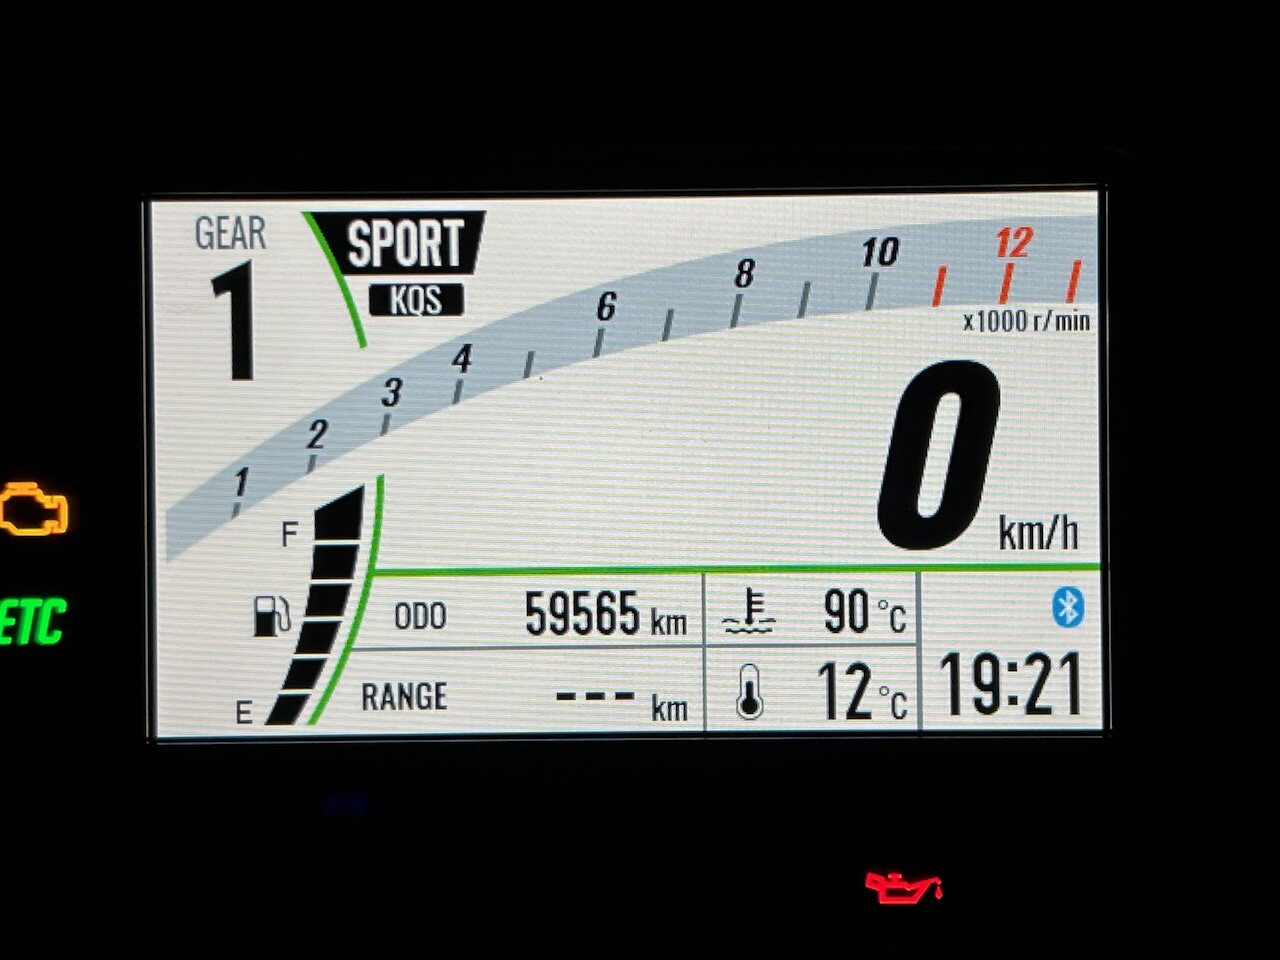 GEAR
1
SPORT
KQS
1 2 3 4 6 8 10 12
x1000 r/min
0 km/h
F
E
ODO 59565 km
RANGE --- km
90 °C
12 °C
19:21
ETC